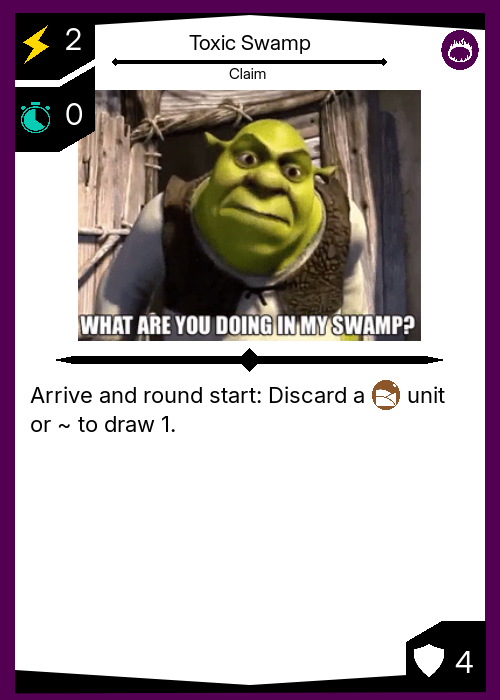 2
Toxic Swamp
Claim
0
WHAT ARE YOU DOING IN MY SWAMP?
Arrive and round start: Discard a unit
or ~ to draw 1.
4